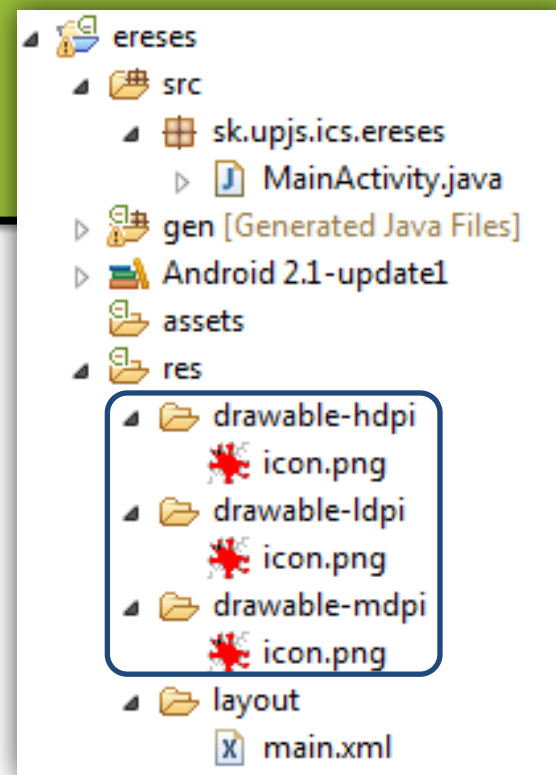 ereses
src
sk.upjs.ics.ereses
MainActivity.java
gen [Generated Java Files]
Android 2.1-update1
assets
res
drawable-hdpi
icon.png
drawable-ldpi
icon.png
drawable-mdpi
icon.png
layout
main.xml